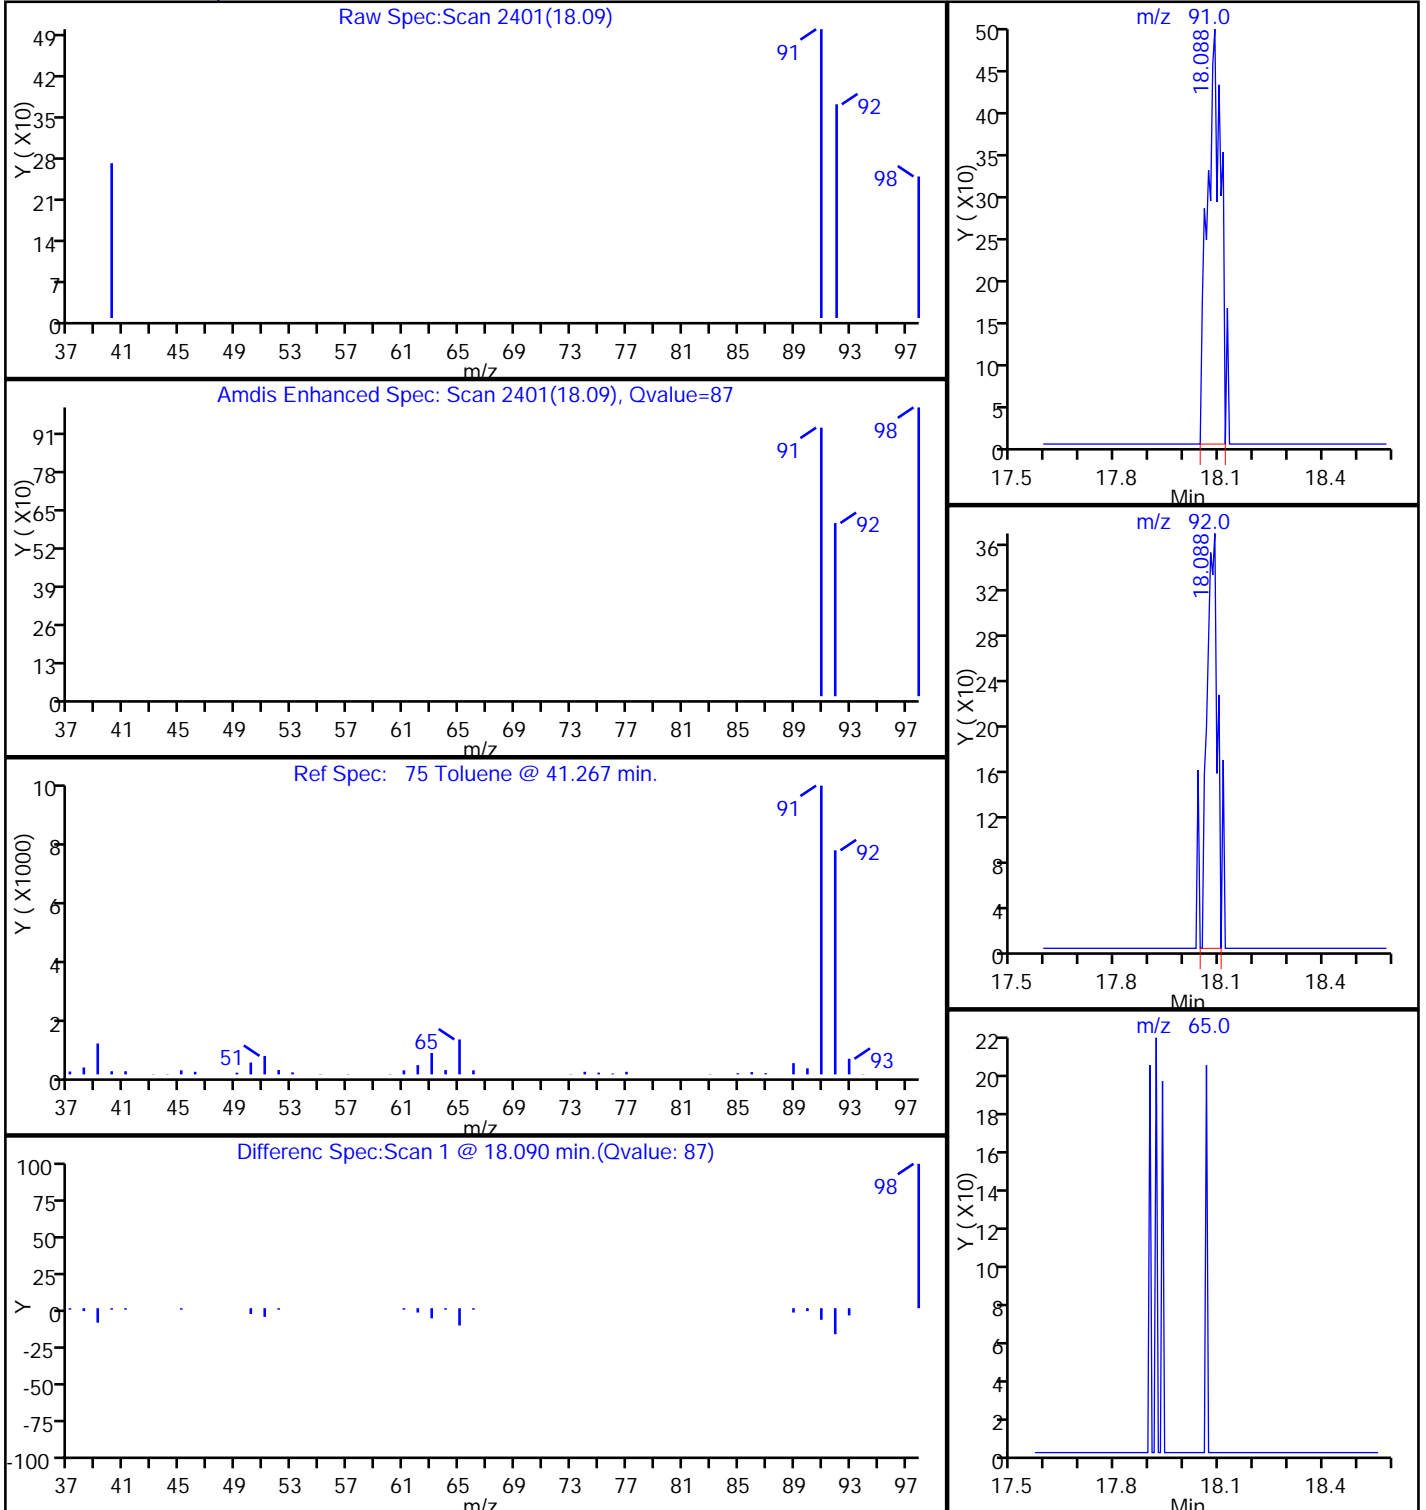 Raw Spec:Scan 2401(18.09)
49
42
35
28
21
14
7
0
Y ( X10)
91
92
98
37 41 45 49 53 57 61 65 69 73 77 81 85 89 93 97
m/z
Amdis Enhanced Spec: Scan 2401(18.09), Qvalue=87
91
78
65
52
39
26
13
0
Y ( X10)
91
92
98
37 41 45 49 53 57 61 65 69 73 77 81 85 89 93 97
m/z
Ref Spec: 75 Toluene @ 41.267 min.
10
8
6
4
2
0
Y ( X1000)
51
65
91
92
93
37 41 45 49 53 57 61 65 69 73 77 81 85 89 93 97
m/z
Differenc Spec:Scan 1 @ 18.090 min.(Qvalue: 87)
100
75
50
25
0
-25
-50
-75
-100
Y
98
37 41 45 49 53 57 61 65 69 73 77 81 85 89 93 97
m/z
m/z 91.0
50
45
40
35
30
25
20
15
10
5
0
Y ( X10)
18.088
17.5 17.8 18.1 18.4
Min
m/z 92.0
36
32
28
24
20
16
12
8
4
0
Y ( X10)
18.088
17.5 17.8 18.1 18.4
Min
m/z 65.0
22
20
18
16
14
12
10
8
6
4
2
0
Y ( X10)
17.5 17.8 18.1 18.4
Min